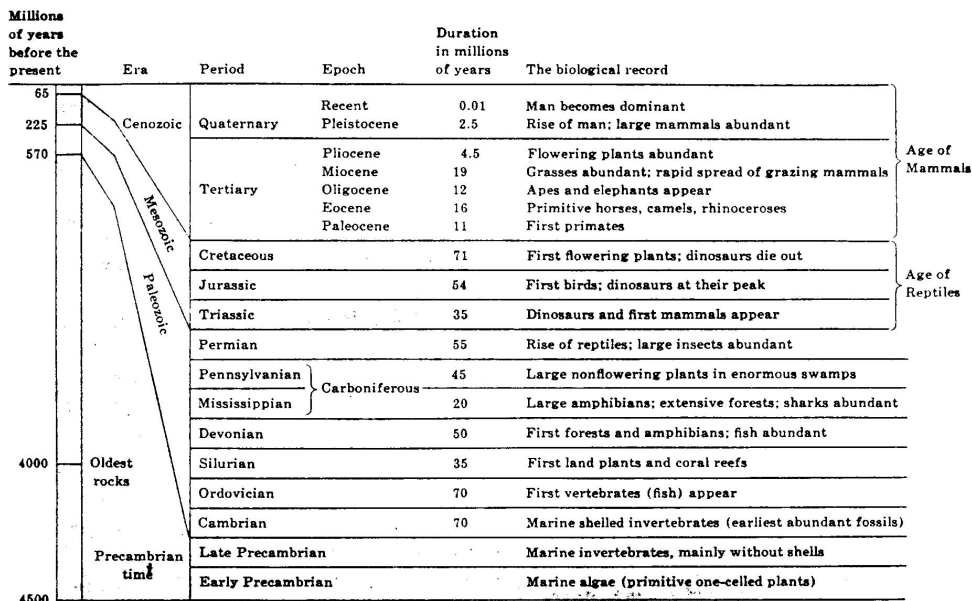 Millions
of years
before the
present
Era
Period
Epoch
Duration
in millions
of years
The biological record
65
225
570
4000
4500
Cenozoic
Mesozoic
Paleozoic
Oldest
rocks
Precambrian
time
Quaternary
Recent 0.01 Man becomes dominant
Pleistocene 2.5 Rise of man; large mammals abundant
Tertiary
Pliocene 4.5 Flowering plants abundant
Miocene 19 Grasses abundant; rapid spread of grazing mammals
Oligocene 12 Apes and elephants appear
Eocene 16 Primitive horses, camels, rhinoceroses
Paleocene 11 First primates
Age of
Mammals
Cretaceous 71 First flowering plants; dinosaurs die out
Jurassic 54 First birds; dinosaurs at their peak
Triassic 35 Dinosaurs and first mammals appear
Age of
Reptiles
Permian 55 Rise of reptiles; large insects abundant
Pennsylvanian 45 Large nonflowering plants in enormous swamps
Carboniferous
Mississippian 20 Large amphibians; extensive forests; sharks abundant
Devonian 50 First forests and amphibians; fish abundant
Silurian 35 First land plants and coral reefs
Ordovician 70 First vertebrates (fish) appear
Cambrian 70 Marine shelled invertebrates (earliest abundant fossils)
Late Precambrian Marine invertebrates, mainly without shells
Early Precambrian Marine algae (primitive one-celled plants)